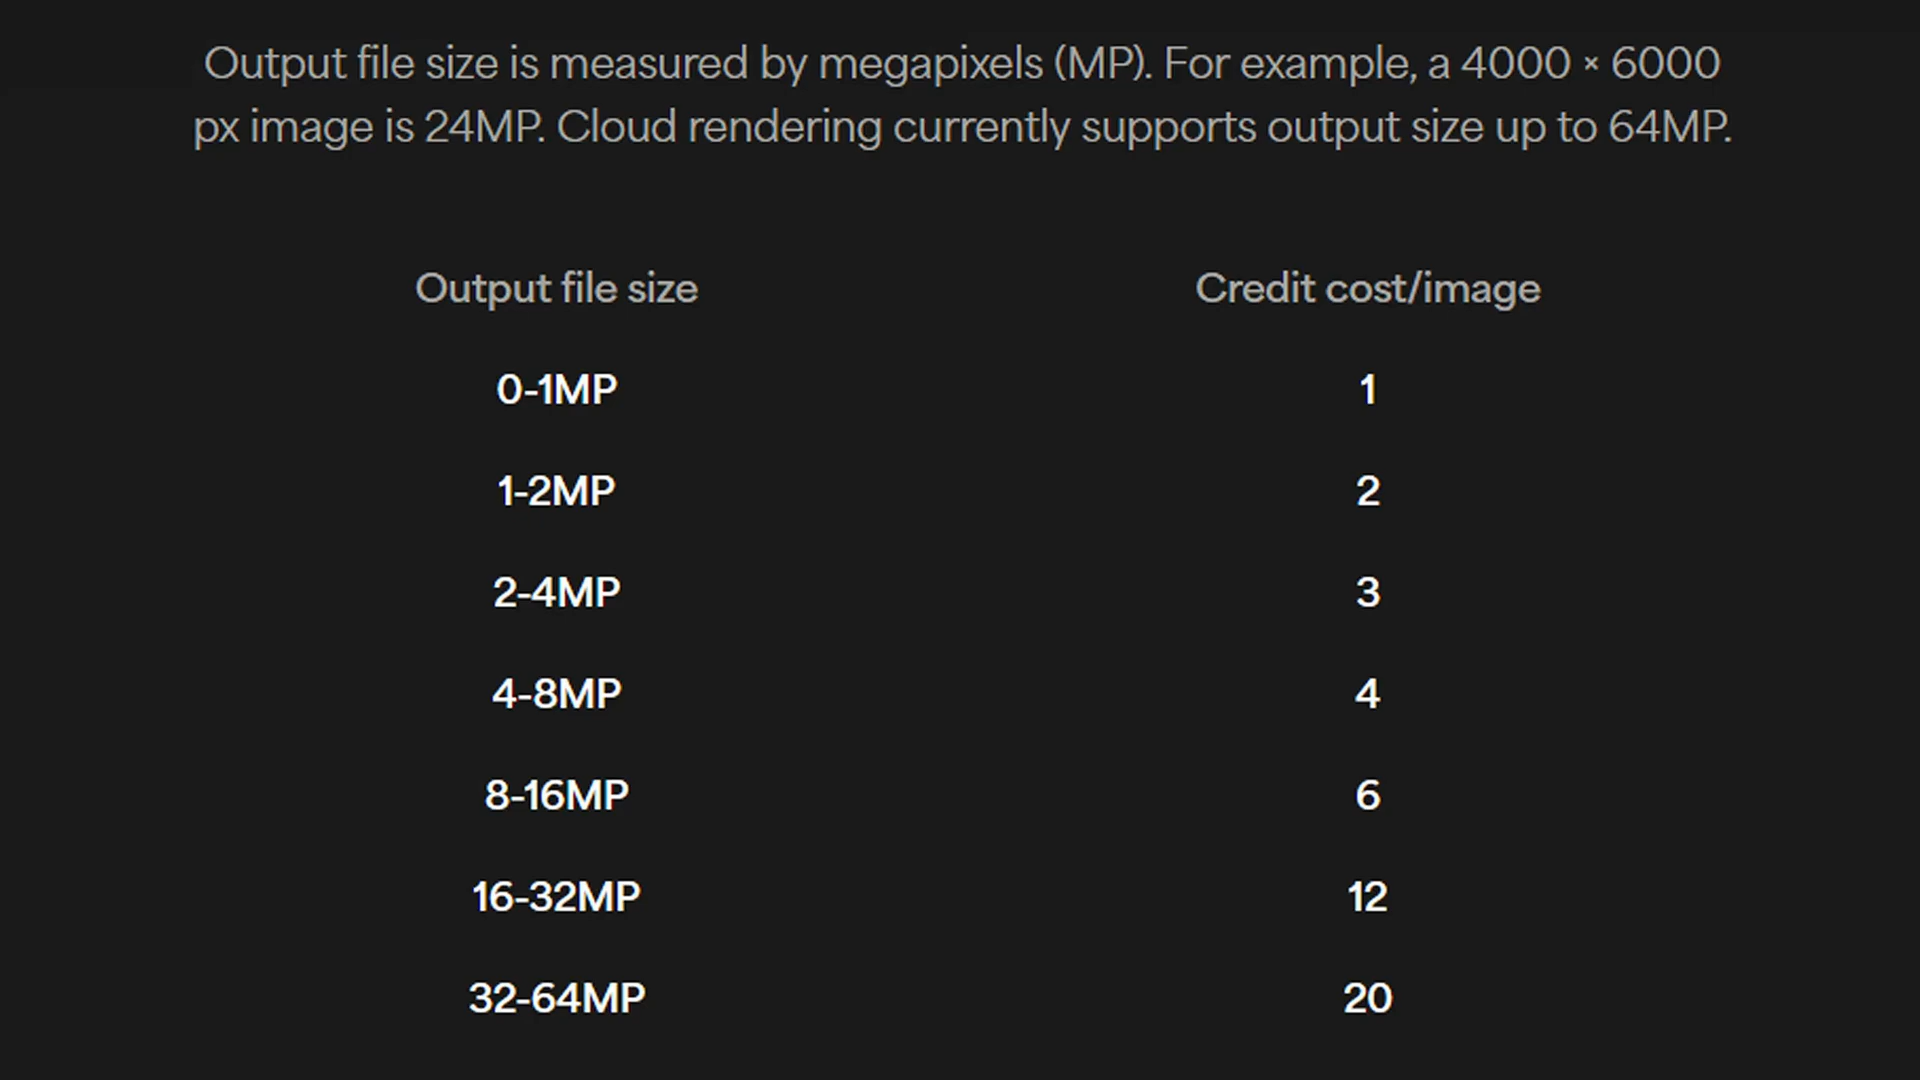 Output file size is measured by megapixels (MP). For example, a 4000 × 6000
px image is 24MP. Cloud rendering currently supports output size up to 64MP.
Output file size Credit cost/image
0-1MP 1
1-2MP 2
2-4MP 3
4-8MP 4
8-16MP 6
16-32MP 12
32-64MP 20